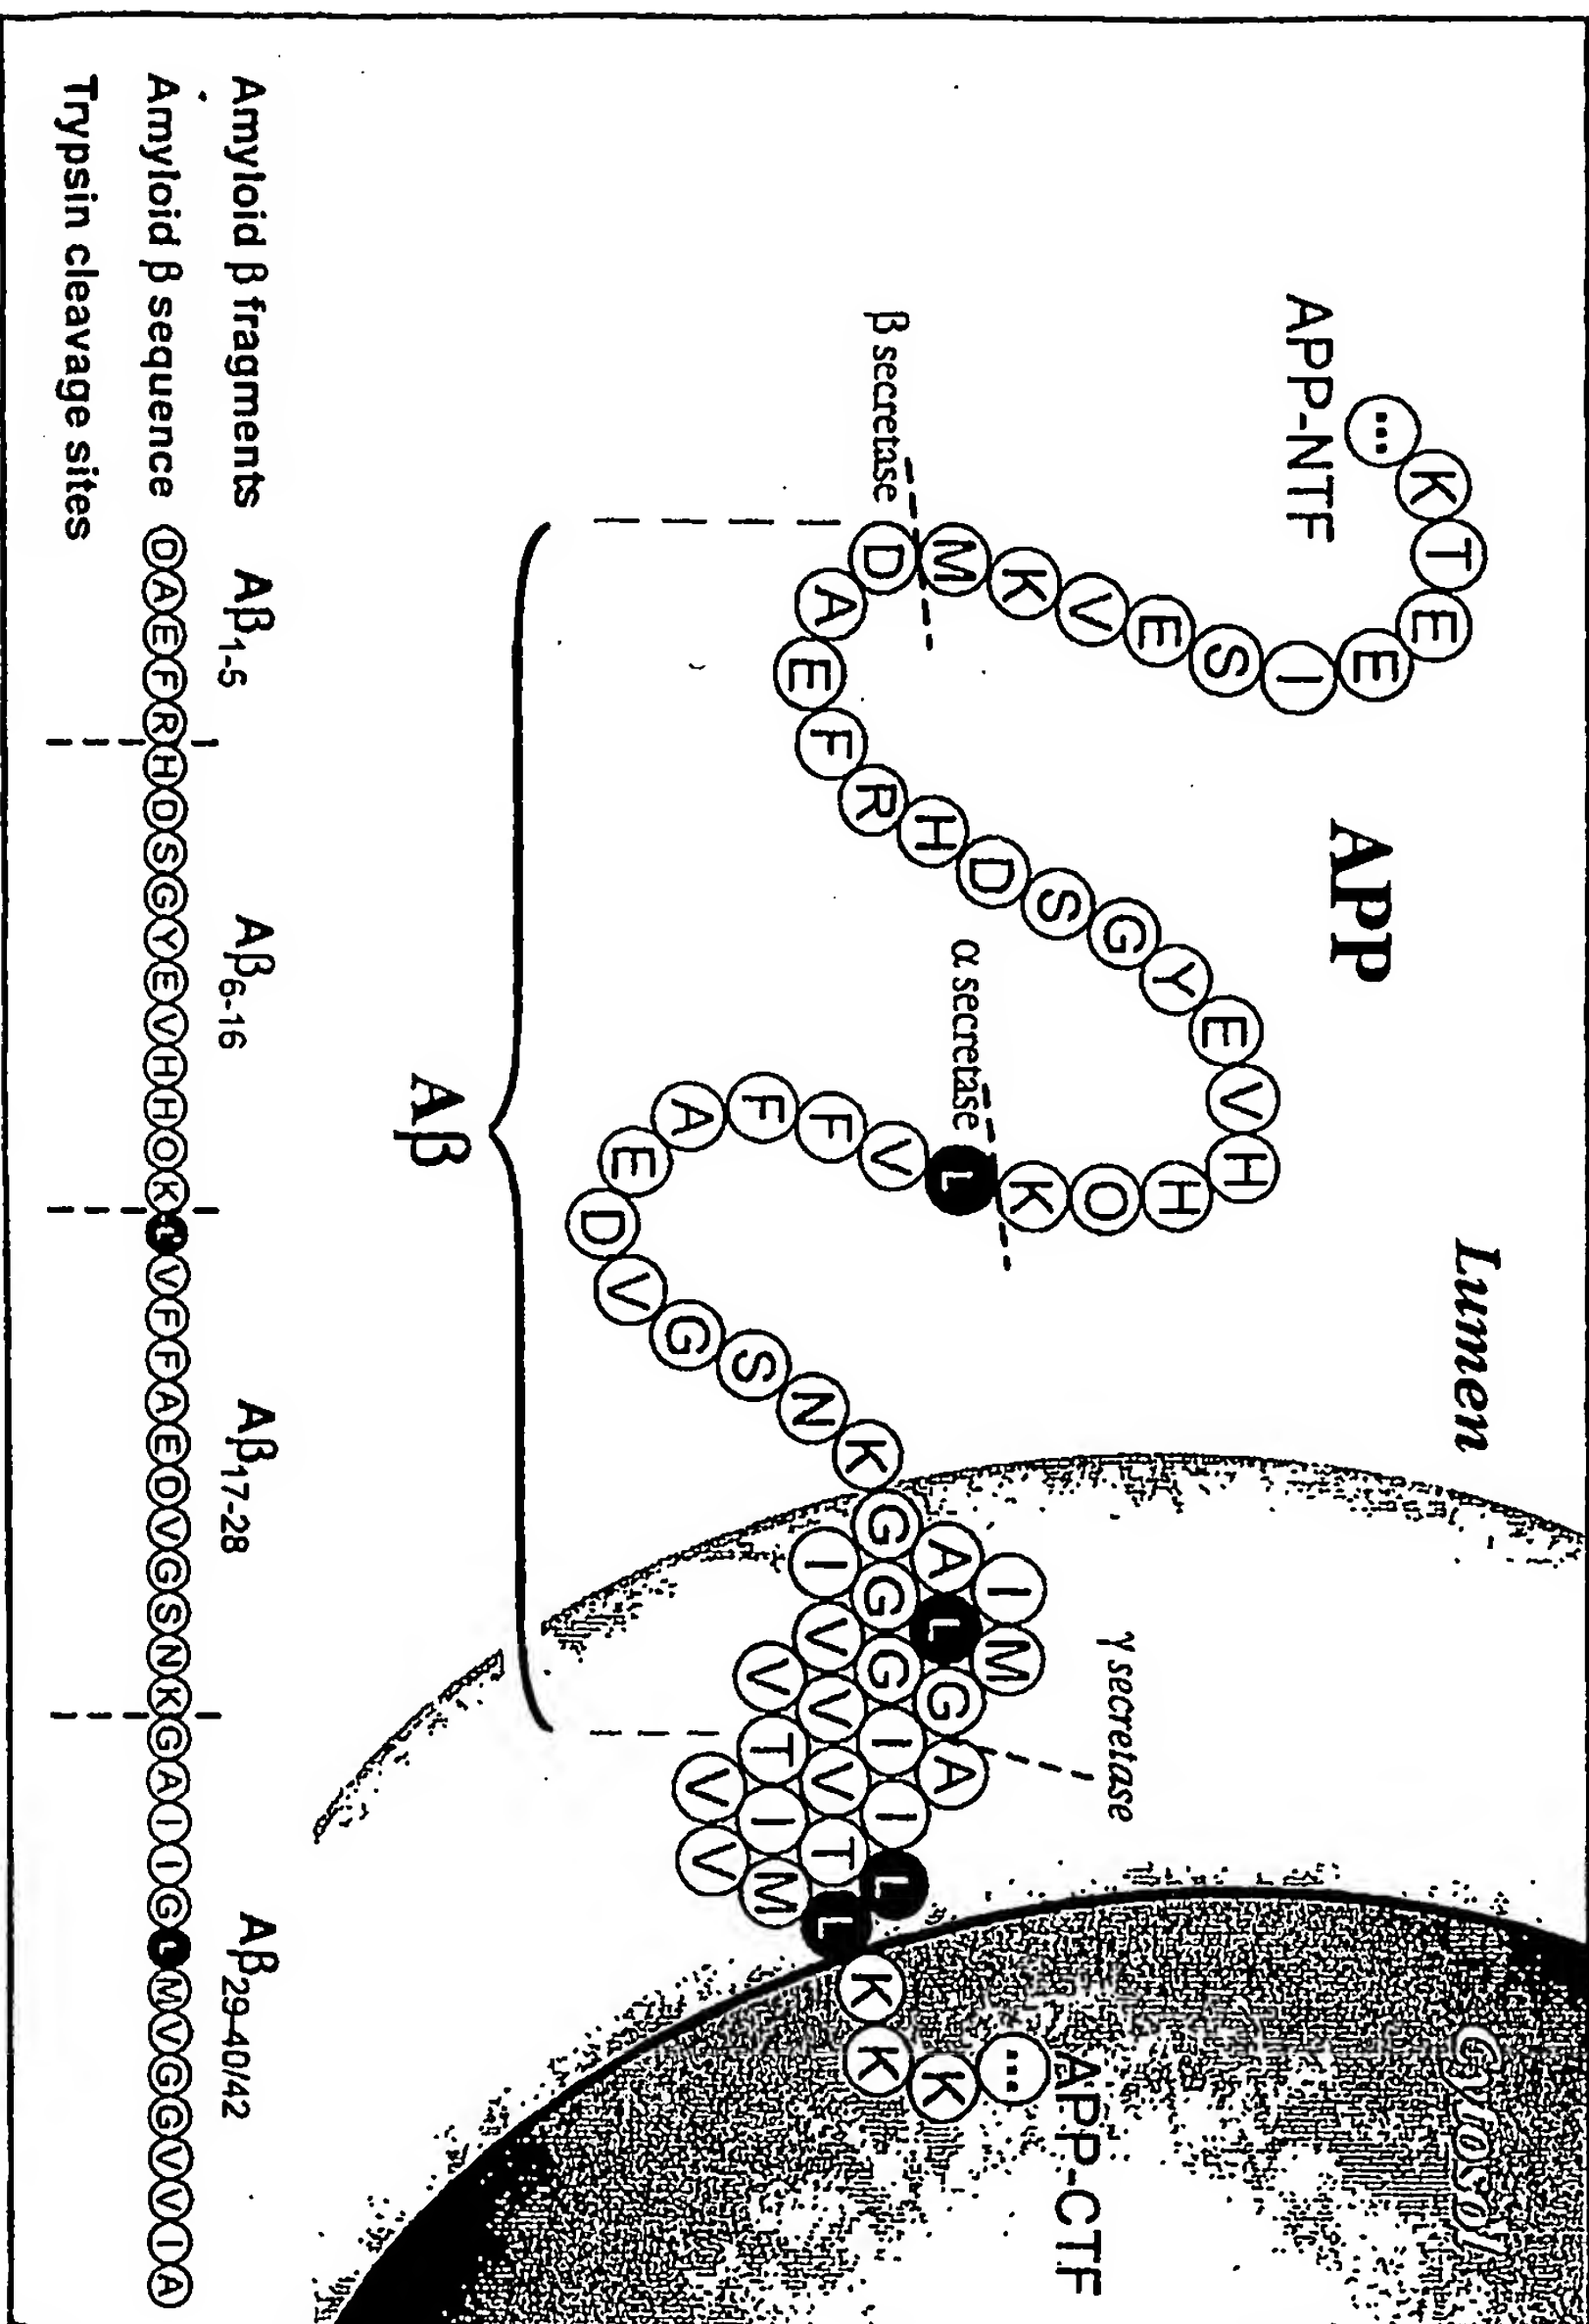 Lumen
Cytosol
APP
... K T E E I S E V K M
APP-NTF
β secretase
D A E F R H D S G Y E V H H Q K
α secretase
L V F F A E D V G S N K
γ secretase
I M
A L G A
G G G I I L
I V V V T L
V T I M
V V
K K K ...
APP-CTF
Aβ
Amyloid β fragments Aβ1-5 Aβ6-16 Aβ17-28 Aβ29-40/42
Amyloid β sequence D A E F R H D S G Y E V H H Q K L V F F A E D V G S N K G A I I G L M V G G V V I A
Trypsin cleavage sites